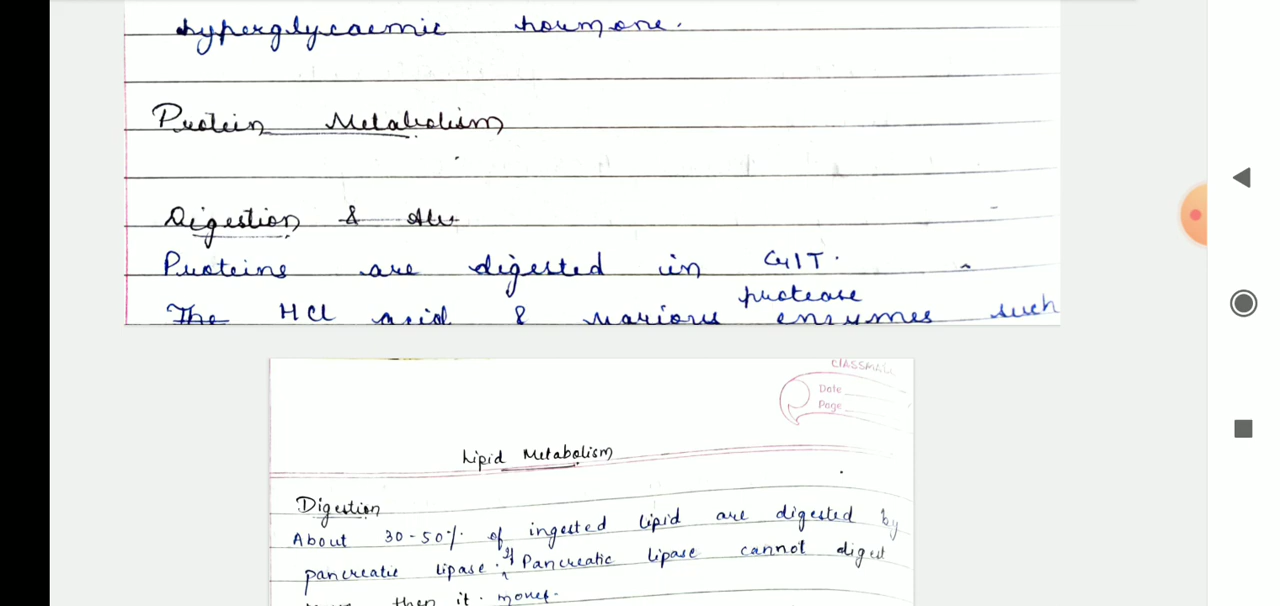 hyperglycaemic hormone.
Protein Metabolism
Digestion &
Proteins are digested in GIT.
protease
The HCl acid & various enzymes such
CLASSMATE
Date
Page
Lipid Metabolism
Digestion
About 30-50% of ingested lipid are digested by
pancreatic lipase. If Pancreatic lipase cannot digest
then it